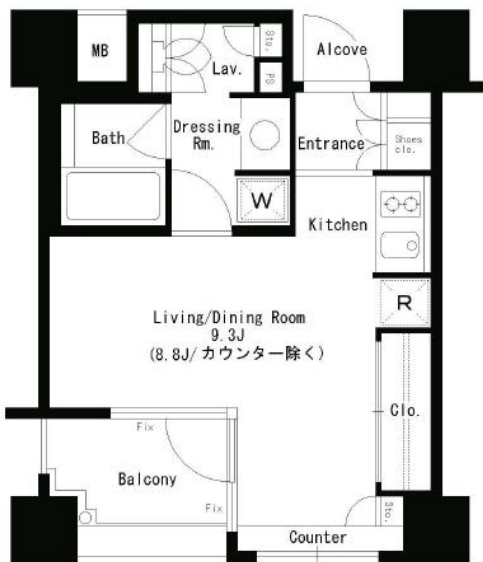 MB
Sto.
Alcove
Lav.
PS
Bath
Dressing
Rm.
Entrance
Shoes
clo.
W
Kitchen
R
Living/Dining Room
9.3J
(8.8J/カウンター除く)
Clo.
Fix
Balcony
Fix
Sto.
Counter